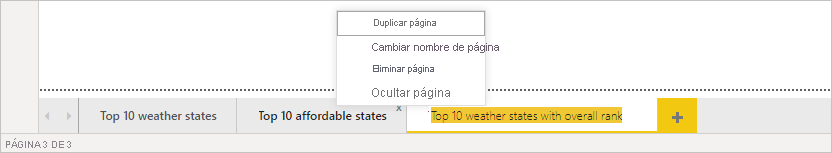 Duplicar página
Cambiar nombre de página
Eliminar página
Ocultar página
Top 10 weather states
Top 10 affordable states
x
Top 10 weather states with overall rank
+
PÁGINA 3 DE 3